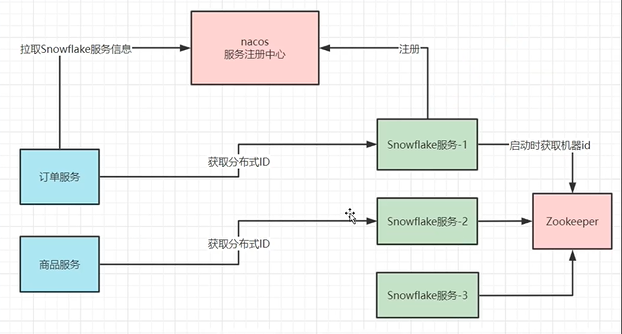 nacos
服务注册中心
拉取Snowflake服务信息
注册
订单服务
获取分布式ID
Snowflake服务-1
启动时获取机器id
商品服务
获取分布式ID
Snowflake服务-2
Zookeeper
Snowflake服务-3